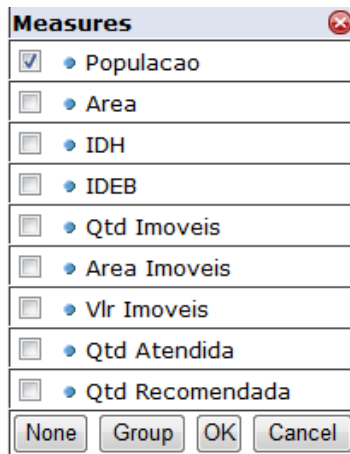 Measures
Populacao
Area
IDH
IDEB
Qtd Imoveis
Area Imoveis
Vlr Imoveis
Qtd Atendida
Qtd Recomendada
None Group OK Cancel